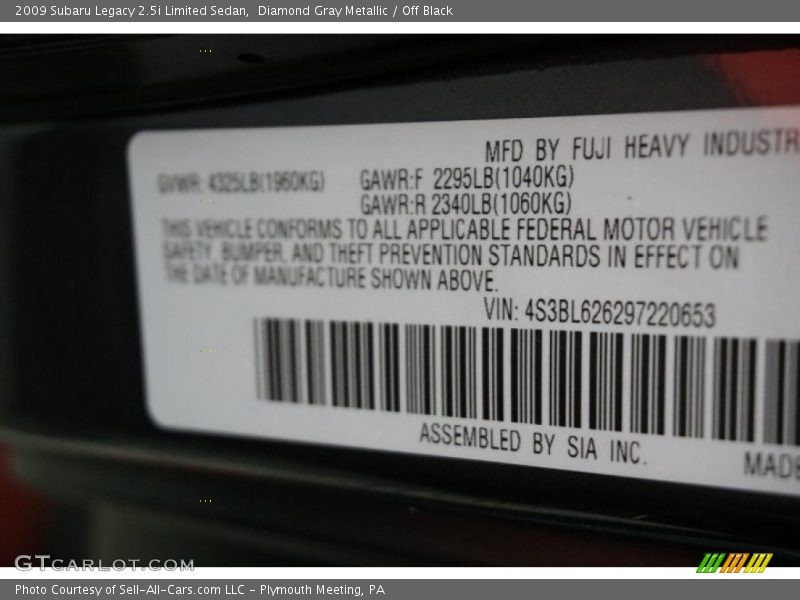 2009 Subaru Legacy 2.5i Limited Sedan,  Diamond Gray Metallic / Off Black
MFD BY FUJI HEAVY INDUSTR
GVWR: 4325LB(1960KG) GAWR:F 2295LB(1040KG)
GAWR:R 2340LB(1060KG)
THIS VEHICLE CONFORMS TO ALL APPLICABLE FEDERAL MOTOR VEHICLE
SAFETY, BUMPER, AND THEFT PREVENTION STANDARDS IN EFFECT ON
THE DATE OF MANUFACTURE SHOWN ABOVE.
VIN: 4S3BL626297220653
ASSEMBLED BY SIA INC.
MADE
GTCARLOT.COM
Photo Courtesy of Sell-All-Cars.com LLC - Plymouth Meeting, PA